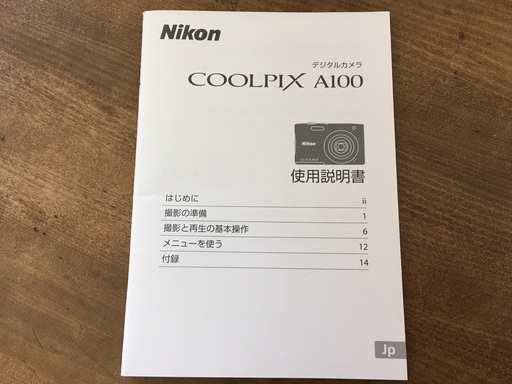 Nikon
デジタルカメラ
COOLPIX A100
Nikon
COOLPIX
使用説明書
はじめに ii
撮影の準備 1
撮影と再生の基本操作 6
メニューを使う 12
付録 14
Jp